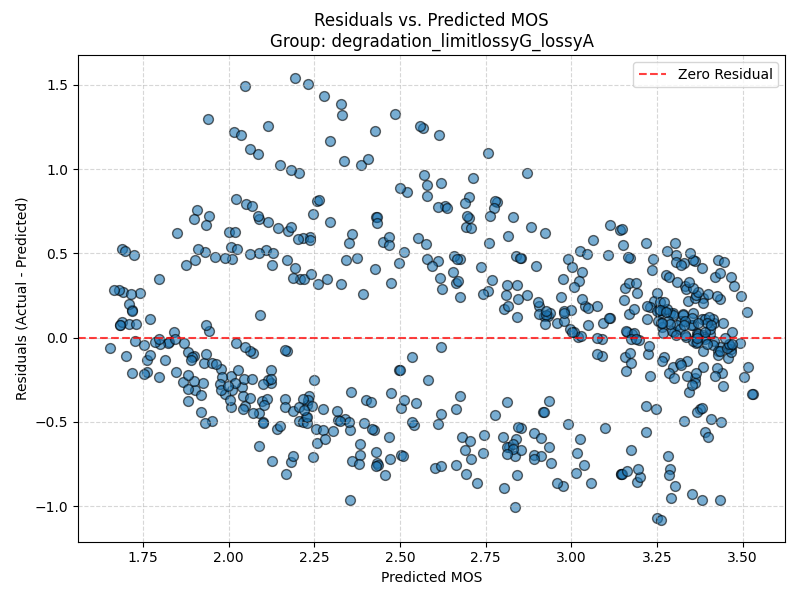 Residuals vs. Predicted MOS
Group: degradation_limitlossyG_lossyA
Zero Residual
Residuals (Actual - Predicted)
1.5
1.0
0.5
0.0
−0.5
−1.0
1.75
2.00
2.25
2.50
2.75
3.00
3.25
3.50
Predicted MOS